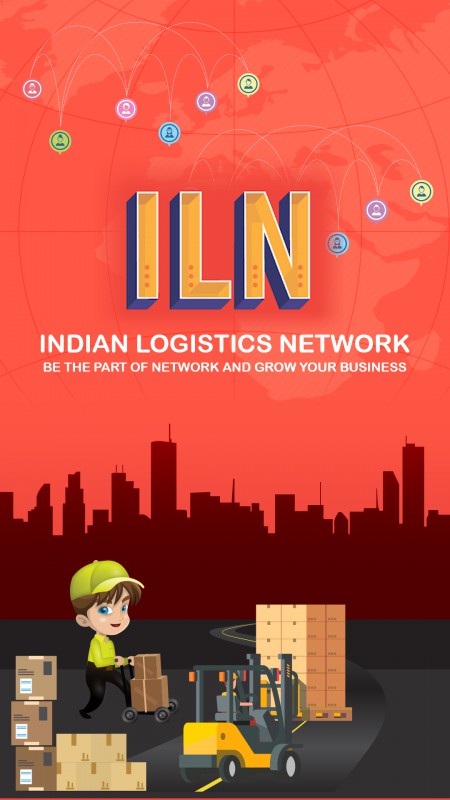 ILN
INDIAN LOGISTICS NETWORK
BE THE PART OF NETWORK AND GROW YOUR BUSINESS